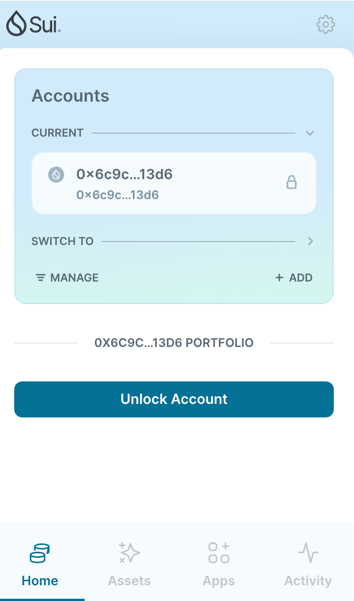 Sui.
Accounts
CURRENT
0x6c9c...13d6
0x6c9c...13d6
SWITCH TO
MANAGE
+ ADD
0X6C9C...13D6 PORTFOLIO
Unlock Account
Home
Assets
Apps
Activity